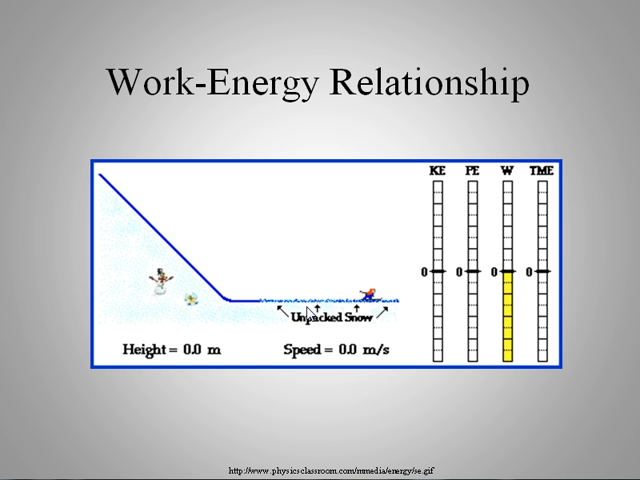 Work-Energy Relationship
KE PE W TME
0 0 0 0
Unpacked Snow
Height = 0.0 m Speed = 0.0 m/s
http://www.physicsclassroom.com/mmedia/energy/se.gif